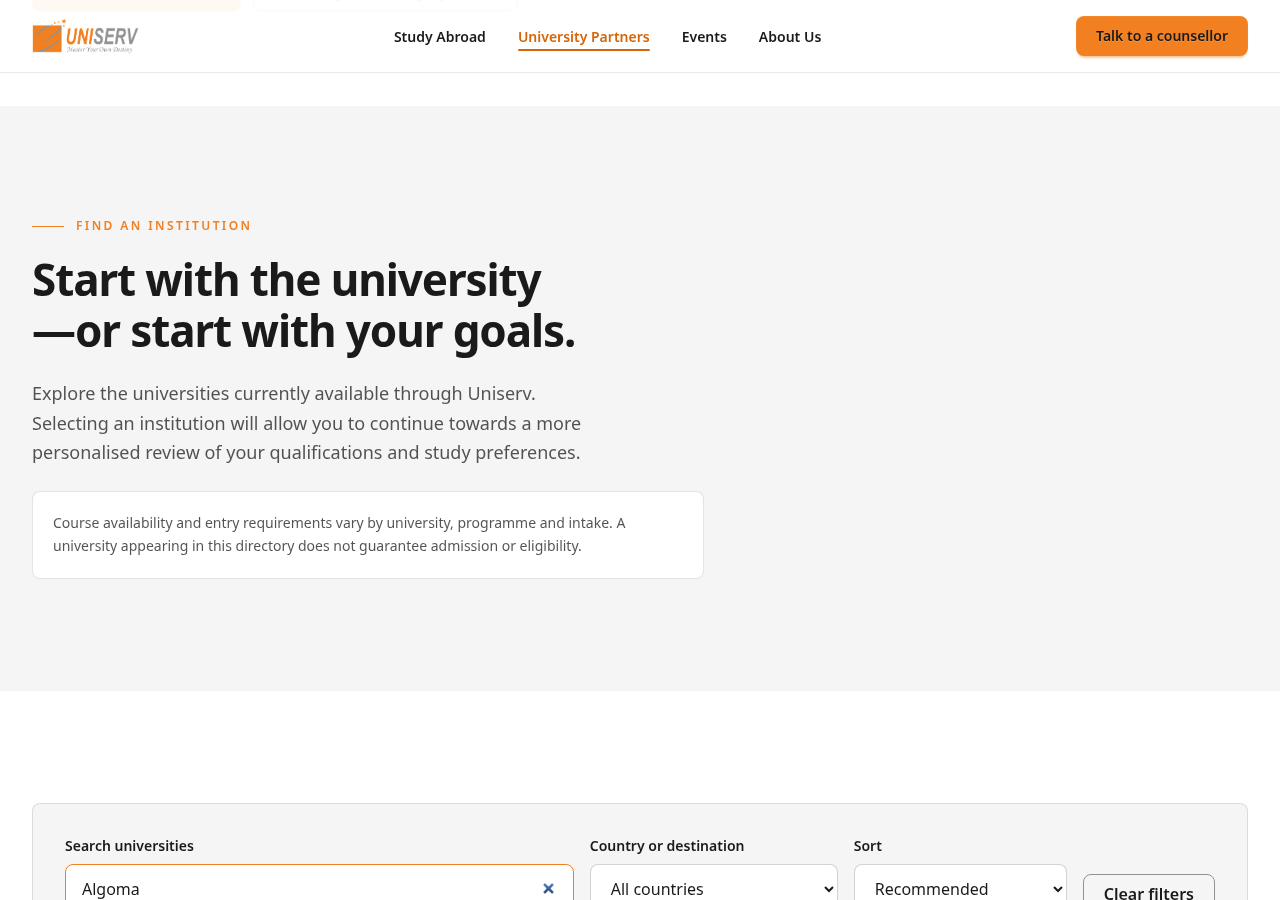 UNISERV
Master Your Own Destiny
Study Abroad
University Partners
Events
About Us
Talk to a counsellor
FIND AN INSTITUTION
Start with the university
—or start with your goals.
Explore the universities currently available through Uniserv.
Selecting an institution will allow you to continue towards a more
personalised review of your qualifications and study preferences.
Course availability and entry requirements vary by university, programme and intake. A
university appearing in this directory does not guarantee admission or eligibility.
Search universities
Country or destination
Sort
Algoma
All countries
Recommended
Clear filters